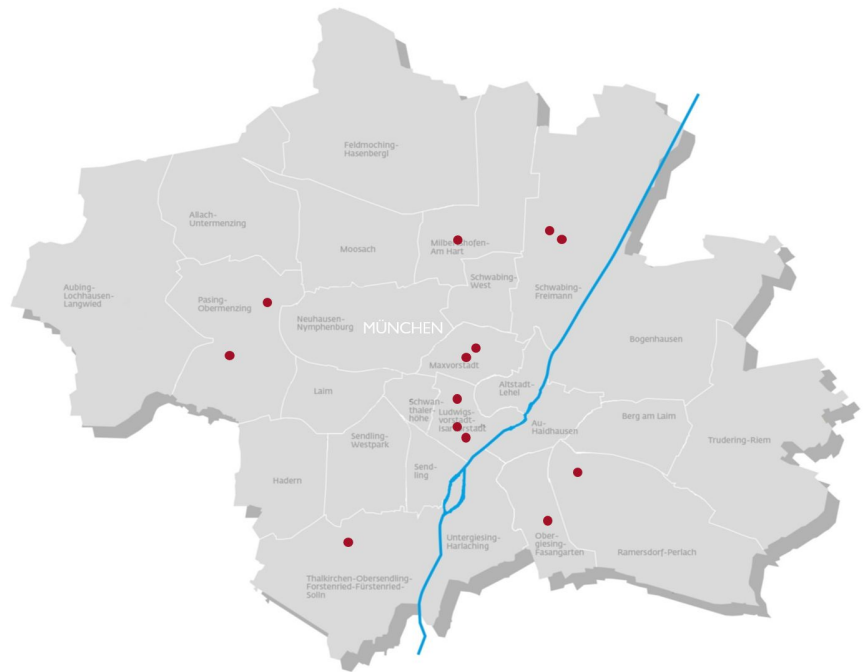 Feldmoching-
Hasenbergl
Allach-
Untermenzing
Moosach
Milbertshofen-
Am Hart
Schwabing-
West
Schwabing-
Freimann
Aubing-
Lochhausen-
Langwied
Pasing-
Obermenzing
Neuhausen-
Nymphenburg
MÜNCHEN
Bogenhausen
Maxvorstadt
Laim
Altstadt-
Lehel
Schwan-
thaler-
höhe
Ludwigs-
vorstadt-
Isarvorstadt
Au-
Haidhausen
Berg am Laim
Trudering-Riem
Sendling-
Westpark
Send-
ling
Hadern
Untergiesing-
Harlaching
Ober-
giesing-
Fasangarten
Ramersdorf-Perlach
Thalkirchen-Obersendling-
Forstenried-Fürstenried-
Solln